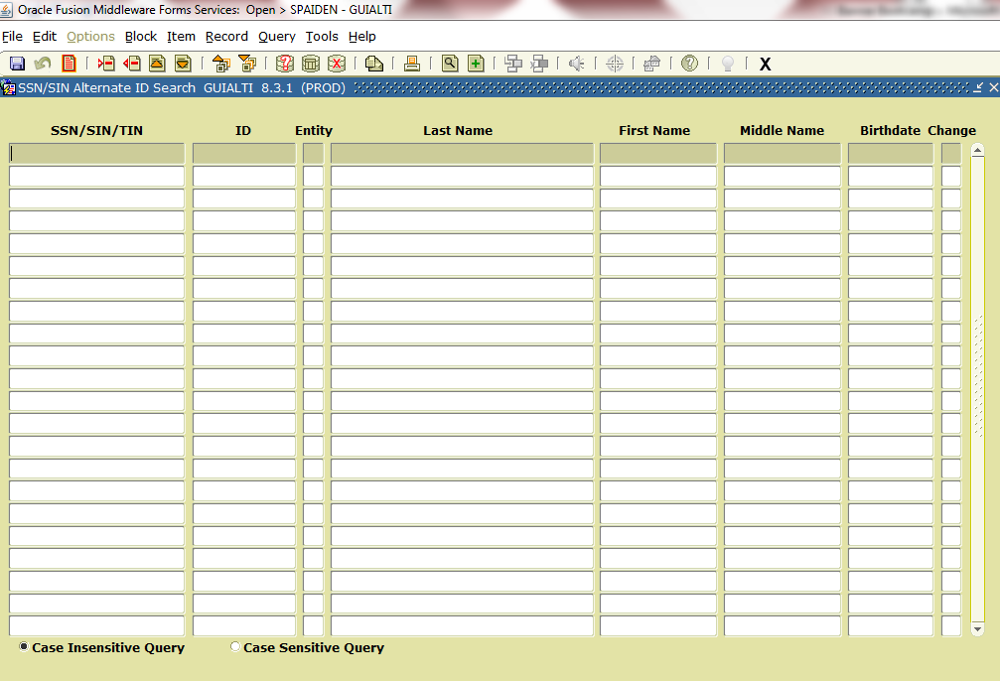 Oracle Fusion Middleware Forms Services: Open > SPAIDEN - GUIALTI
File Edit Options Block Item Record Query Tools Help
X
SSN/SIN Alternate ID Search GUIALTI 8.3.1 (PROD)
SSN/SIN/TIN ID Entity Last Name First Name Middle Name Birthdate Change
Case Insensitive Query Case Sensitive Query